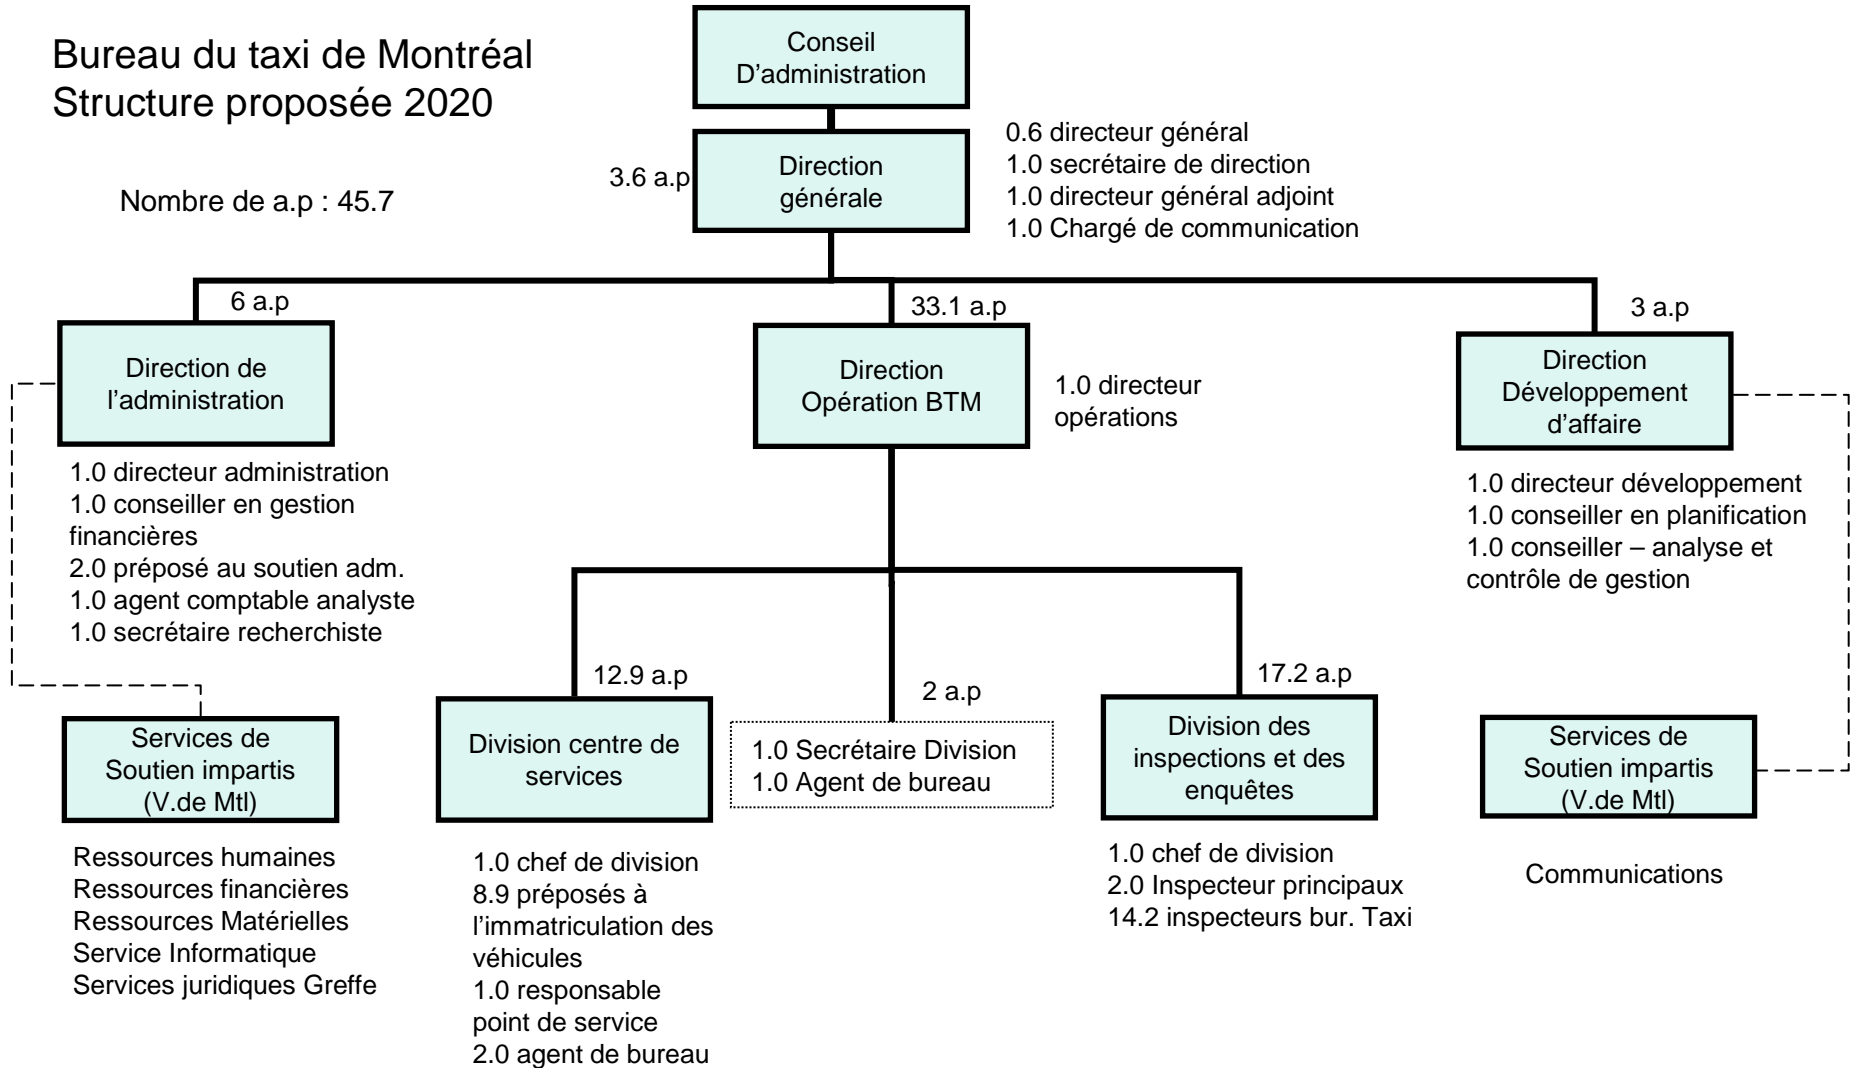 Bureau du taxi de Montréal
Structure proposée 2020
Nombre de a.p : 45.7
Conseil
D'administration
3.6 a.p
Direction
générale
0.6 directeur général
1.0 secrétaire de direction
1.0 directeur général adjoint
1.0 Chargé de communication
6 a.p
Direction de
l'administration
1.0 directeur administration
1.0 conseiller en gestion
financières
2.0 préposé au soutien adm.
1.0 agent comptable analyste
1.0 secrétaire recherchiste
33.1 a.p
Direction
Opération BTM
1.0 directeur
opérations
3 a.p
Direction
Développement
d'affaire
1.0 directeur développement
1.0 conseiller en planification
1.0 conseiller – analyse et
contrôle de gestion
Services de
Soutien impartis
(V.de Mtl)
Ressources humaines
Ressources financières
Ressources Matérielles
Service Informatique
Services juridiques Greffe
12.9 a.p
Division centre de
services
1.0 chef de division
8.9 préposés à
l'immatriculation des
véhicules
1.0 responsable
point de service
2.0 agent de bureau
2 a.p
1.0 Secrétaire Division
1.0 Agent de bureau
17.2 a.p
Division des
inspections et des
enquêtes
1.0 chef de division
2.0 Inspecteur principaux
14.2 inspecteurs bur. Taxi
Services de
Soutien impartis
(V.de Mtl)
Communications